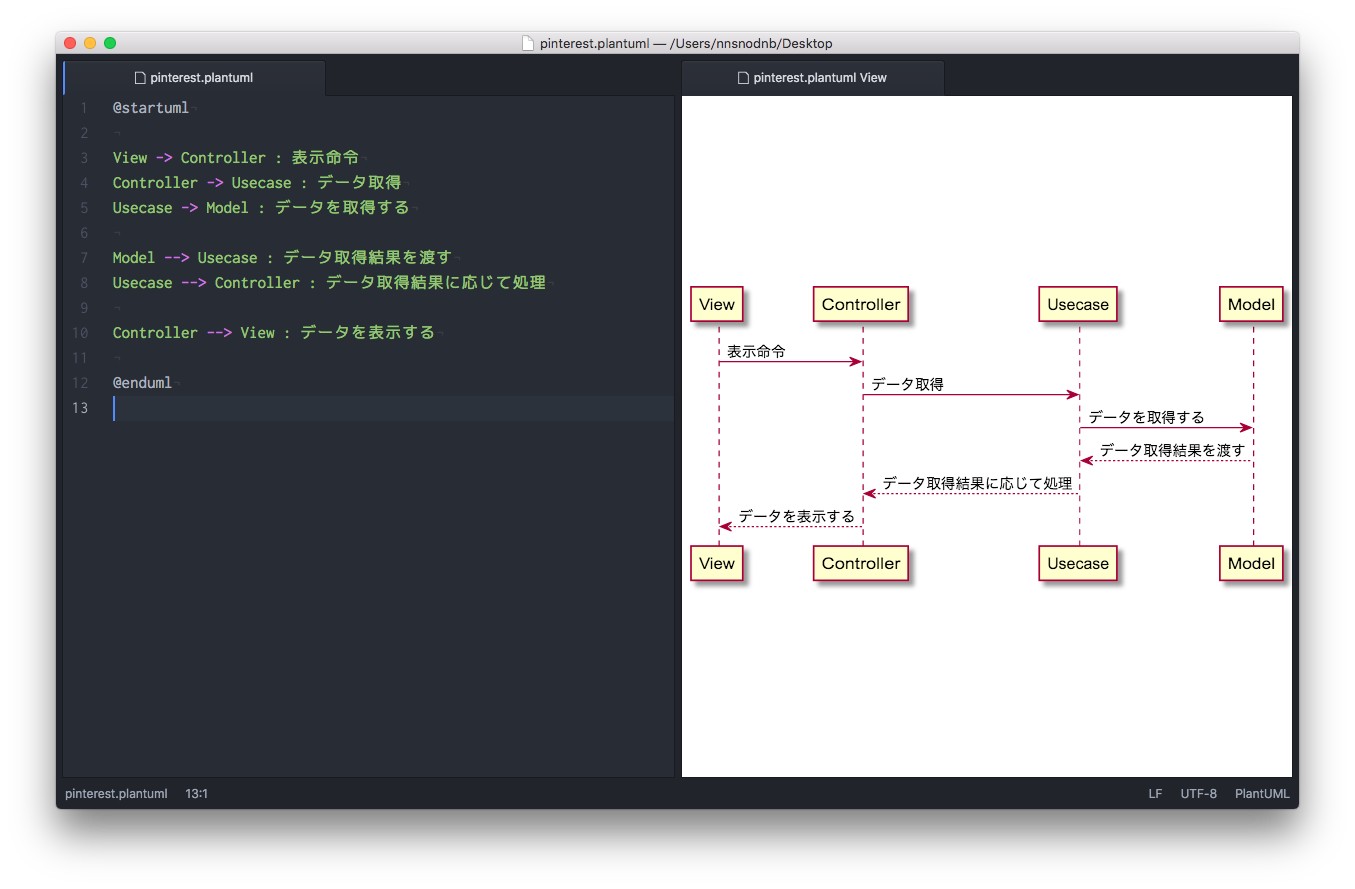 pinterest.plantuml — /Users/nnsnodnb/Desktop
pinterest.plantuml
1 @startuml¬
2 ¬
3 View -> Controller : 表示命令¬
4 Controller -> Usecase : データ取得¬
5 Usecase -> Model : データを取得する¬
6 ¬
7 Model --> Usecase : データ取得結果を渡す¬
8 Usecase --> Controller : データ取得結果に応じて処理¬
9 ¬
10 Controller --> View : データを表示する¬
11 ¬
12 @enduml¬
13
pinterest.plantuml View
View Controller Usecase Model
表示命令
データ取得
データを取得する
データ取得結果を渡す
データ取得結果に応じて処理
データを表示する
View Controller Usecase Model
pinterest.plantuml 13:1 LF UTF-8 PlantUML